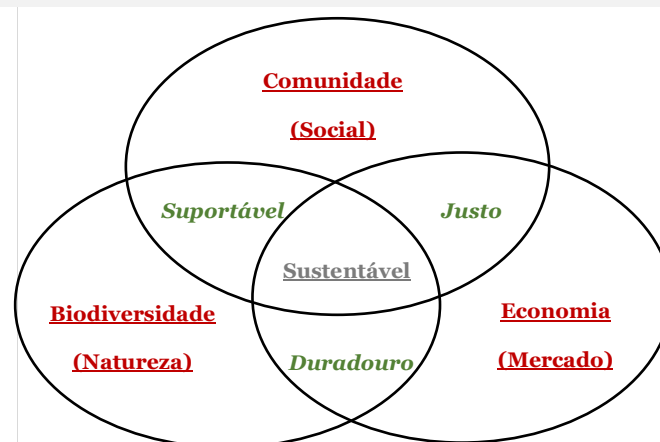 Comunidade
(Social)
Suportável
Justo
Sustentável
Biodiversidade
(Natureza)
Economia
(Mercado)
Duradouro